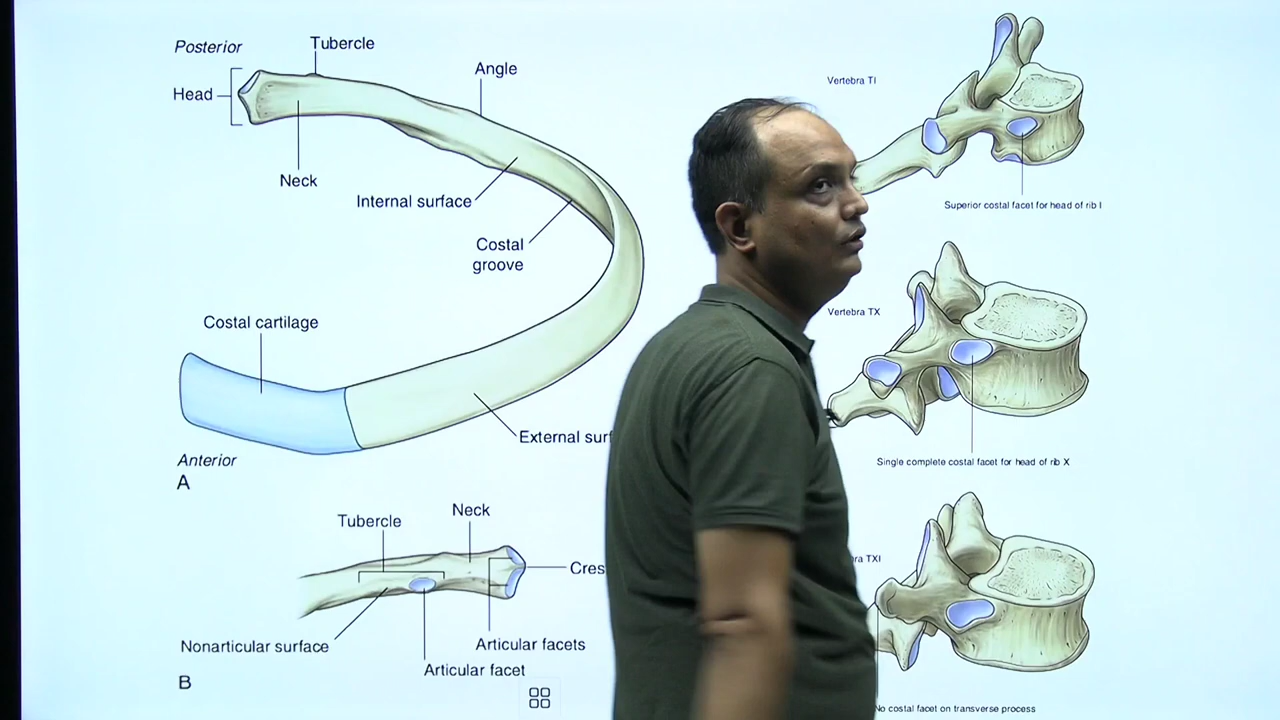 Posterior
Tubercle
Head
Angle
Neck
Internal surface
Costal
groove
Costal cartilage
External surf
Anterior
A
Tubercle
Neck
Cres
Nonarticular surface
Articular facets
Articular facet
B
Vertebra TI
Superior costal facet for head of rib I
Vertebra TX
Single complete costal facet for head of rib X
ra TXI
No costal facet on transverse process